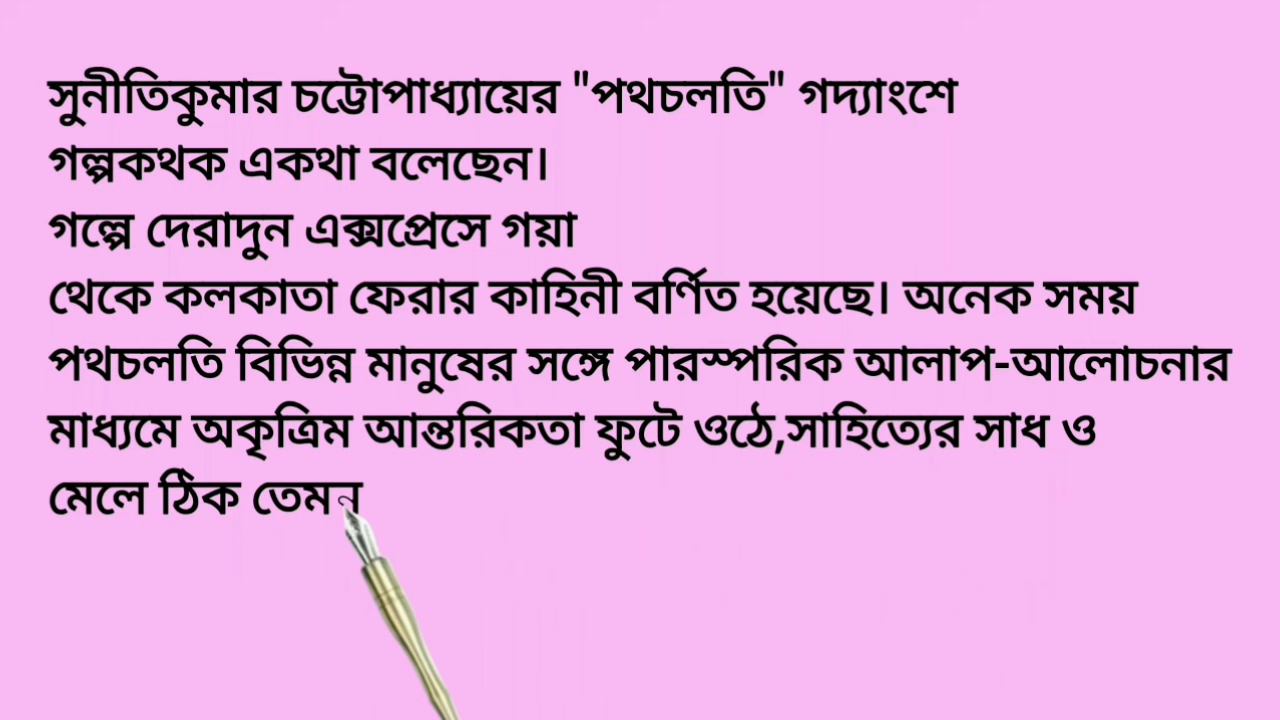 সুনীতিকুমার চট্টোপাধ্যায়ের "পথচলতি" গদ্যাংশে
গল্পকথক একথা বলেছেন।
গল্পে দেরাদুন এক্সপ্রেসে গয়া
থেকে কলকাতা ফেরার কাহিনী বর্ণিত হয়েছে। অনেক সময়
পথচলতি বিভিন্ন মানুষের সঙ্গে পারস্পরিক আলাপ-আলোচনার
মাধ্যমে অকৃত্রিম আন্তরিকতা ফুটে ওঠে,সাহিত্যের সাধ ও
মেলে ঠিক তেমন